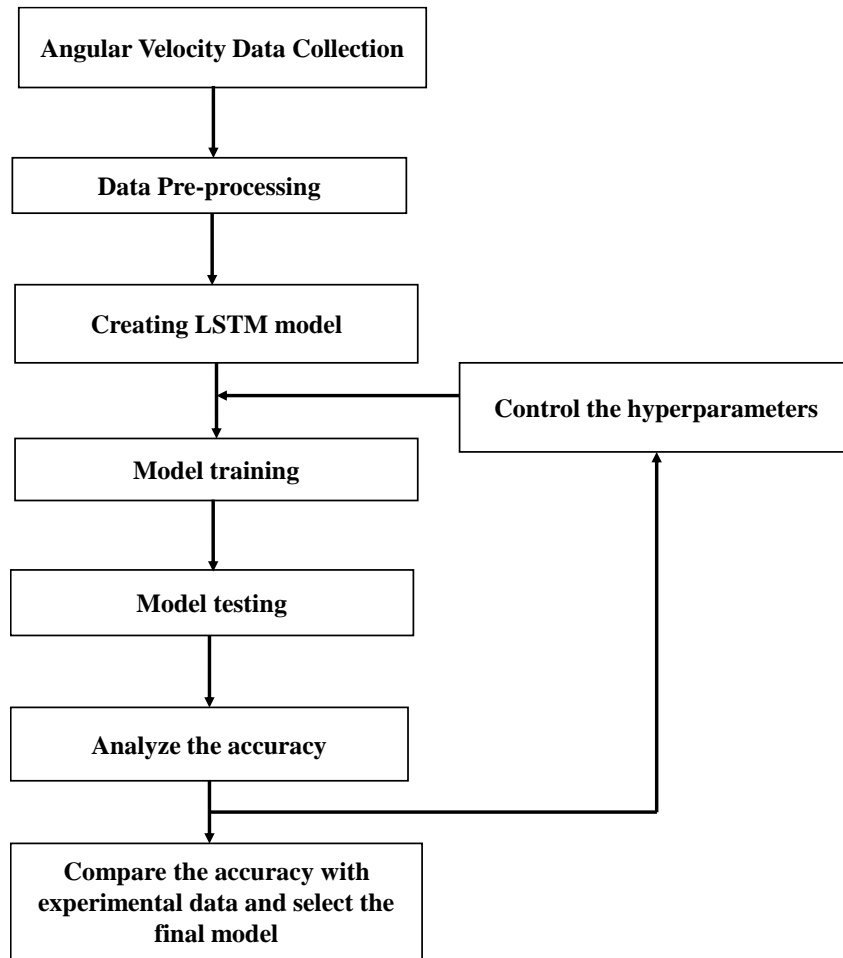 Angular Velocity Data Collection
Data Pre-processing
Creating LSTM model
Control the hyperparameters
Model training
Model testing
Analyze the accuracy
Compare the accuracy with
experimental data and select the
final model